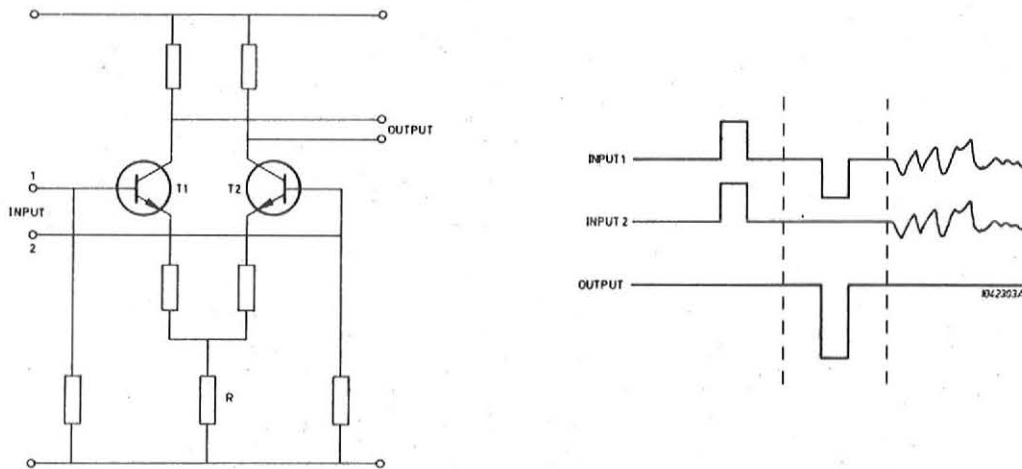 OUTPUT
1
T1
T2
INPUT
2
R
INPUT 1
INPUT 2
OUTPUT
1042303A